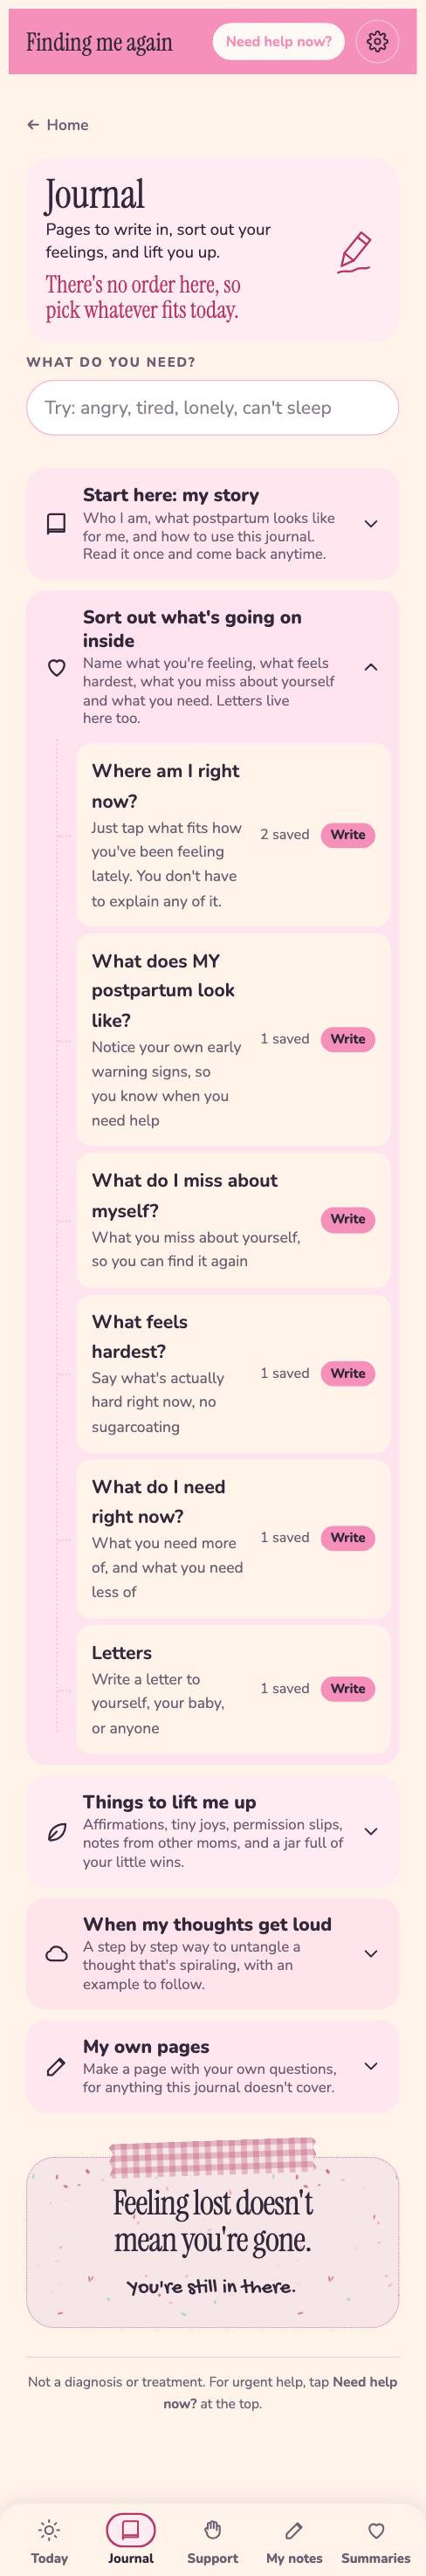 Finding me again
Need help now?
← Home
Journal
Pages to write in, sort out your
feelings, and lift you up.
There's no order here, so
pick whatever fits today.
WHAT DO YOU NEED?
Try: angry, tired, lonely, can't sleep
Start here: my story
Who I am, what postpartum looks like
for me, and how to use this journal.
Read it once and come back anytime.
Sort out what's going on
inside
Name what you're feeling, what feels
hardest, what you miss about yourself
and what you need. Letters live
here too.
Where am I right
now?
Just tap what fits how
you've been feeling
lately. You don't have
to explain any of it.
2 saved
Write
What does MY
postpartum look
like?
Notice your own early
warning signs, so
you know when you
need help
1 saved
Write
What do I miss about
myself?
What you miss about yourself,
so you can find it again
Write
What feels
hardest?
Say what's actually
hard right now, no
sugarcoating
1 saved
Write
What do I need
right now?
What you need more
of, and what you need
less of
1 saved
Write
Letters
Write a letter to
yourself, your baby,
or anyone
1 saved
Write
Things to lift me up
Affirmations, tiny joys, permission slips,
notes from other moms, and a jar full of
your little wins.
When my thoughts get loud
A step by step way to untangle a
thought that's spiraling, with an
example to follow.
My own pages
Make a page with your own questions,
for anything this journal doesn't cover.
Feeling lost doesn't
mean you're gone.
You're still in there.
Not a diagnosis or treatment. For urgent help, tap Need help
now? at the top.
Today
Journal
Support
My notes
Summaries